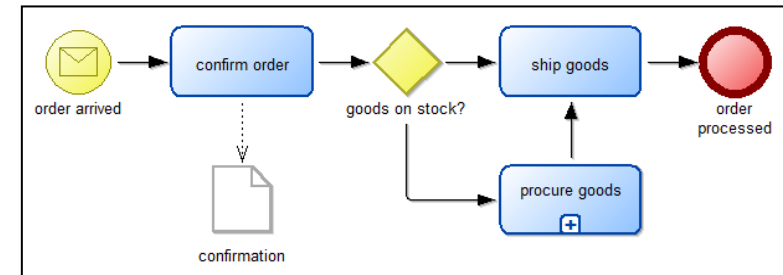 confirm order
ship goods
order arrived
goods on stock?
order
processed
procure goods
confirmation